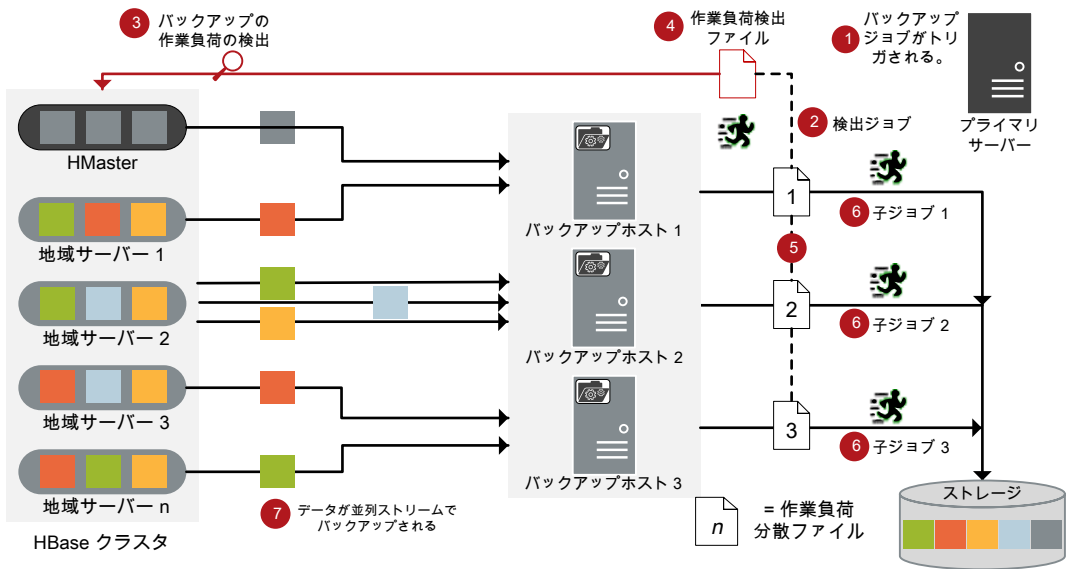 3 バックアップの
作業負荷の検出
4 作業負荷検出
ファイル
1 バックアップ
ジョブがトリ
ガされる。
2 検出ジョブ
プライマリ
サーバー
HMaster
地域サーバー 1
地域サーバー 2
地域サーバー 3
地域サーバー n
HBase クラスタ
バックアップホスト 1
バックアップホスト 2
バックアップホスト 3
1
6 子ジョブ 1
5
2
6 子ジョブ 2
3
6 子ジョブ 3
7 データが並列ストリームで
バックアップされる
n
= 作業負荷
分散ファイル
ストレージ